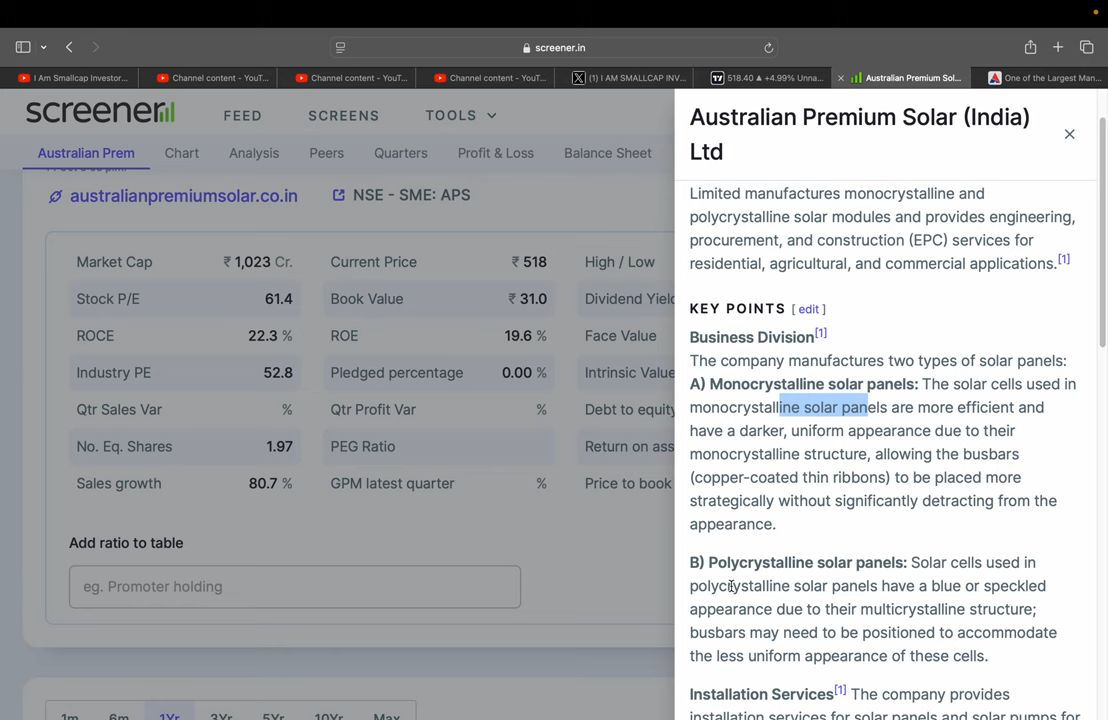 screener.in
I Am Smallcap Investor...
Channel content - YouT...
Channel content - YouT...
Channel content - YouT...
(1) I AM SMALLCAP INV...
518.40 ▲ +4.99% Unna...
Australian Premium Sol...
One of the Largest Man...
screener
FEED
SCREENS
TOOLS
Australian Prem
Chart
Analysis
Peers
Quarters
Profit & Loss
Balance Sheet
australianpremiumsolar.co.in
NSE - SME: APS
Market Cap ₹ 1,023 Cr.
Current Price ₹ 518
High / Low
Stock P/E 61.4
Book Value ₹ 31.0
Dividend Yiel
ROCE 22.3 %
ROE 19.6 %
Face Value
Industry PE 52.8
Pledged percentage 0.00 %
Intrinsic Value
Qtr Sales Var %
Qtr Profit Var %
Debt to equity
No. Eq. Shares 1.97
PEG Ratio
Return on ass
Sales growth 80.7 %
GPM latest quarter %
Price to book
Add ratio to table
eg. Promoter holding
1m
6m
1Yr
3Yr
5Yr
10Yr
Max
Australian Premium Solar (India)
Ltd
Limited manufactures monocrystalline and
polycrystalline solar modules and provides engineering,
procurement, and construction (EPC) services for
residential, agricultural, and commercial applications.[1]
KEY POINTS [ edit ]
Business Division[1]
The company manufactures two types of solar panels:
A) Monocrystalline solar panels: The solar cells used in
monocrystalline solar panels are more efficient and
have a darker, uniform appearance due to their
monocrystalline structure, allowing the busbars
(copper-coated thin ribbons) to be placed more
strategically without significantly detracting from the
appearance.
B) Polycrystalline solar panels: Solar cells used in
polycrystalline solar panels have a blue or speckled
appearance due to their multicrystalline structure;
busbars may need to be positioned to accommodate
the less uniform appearance of these cells.
Installation Services[1] The company provides
installation services for solar panels and solar pumps for